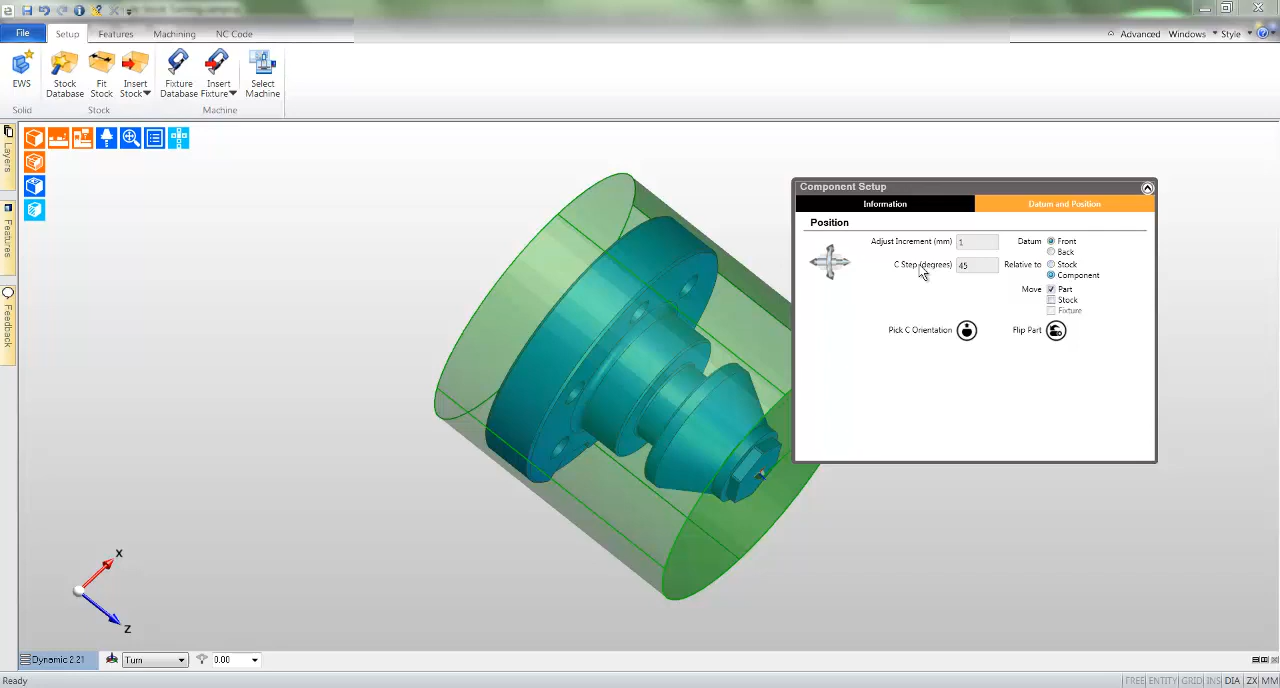 File Setup Features Machining NC Code
Advanced Windows Style
EWS
Stock Database
Fit Stock
Insert Stock
Fixture Database
Insert Fixture
Select Machine
Solid Stock Machine
Layers
Features
Feedback
Component Setup
Information Datum and Position
Position
Adjust Increment (mm) 1 Datum Front
Back
C Step (degrees) 45 Relative to Stock
Component
Move Part
Stock
Fixture
Pick C Orientation Flip Part
X
Z
Dynamic 2.21 Turn 0.00
Ready FREE ENTITY GRID INS DIA ZX MM